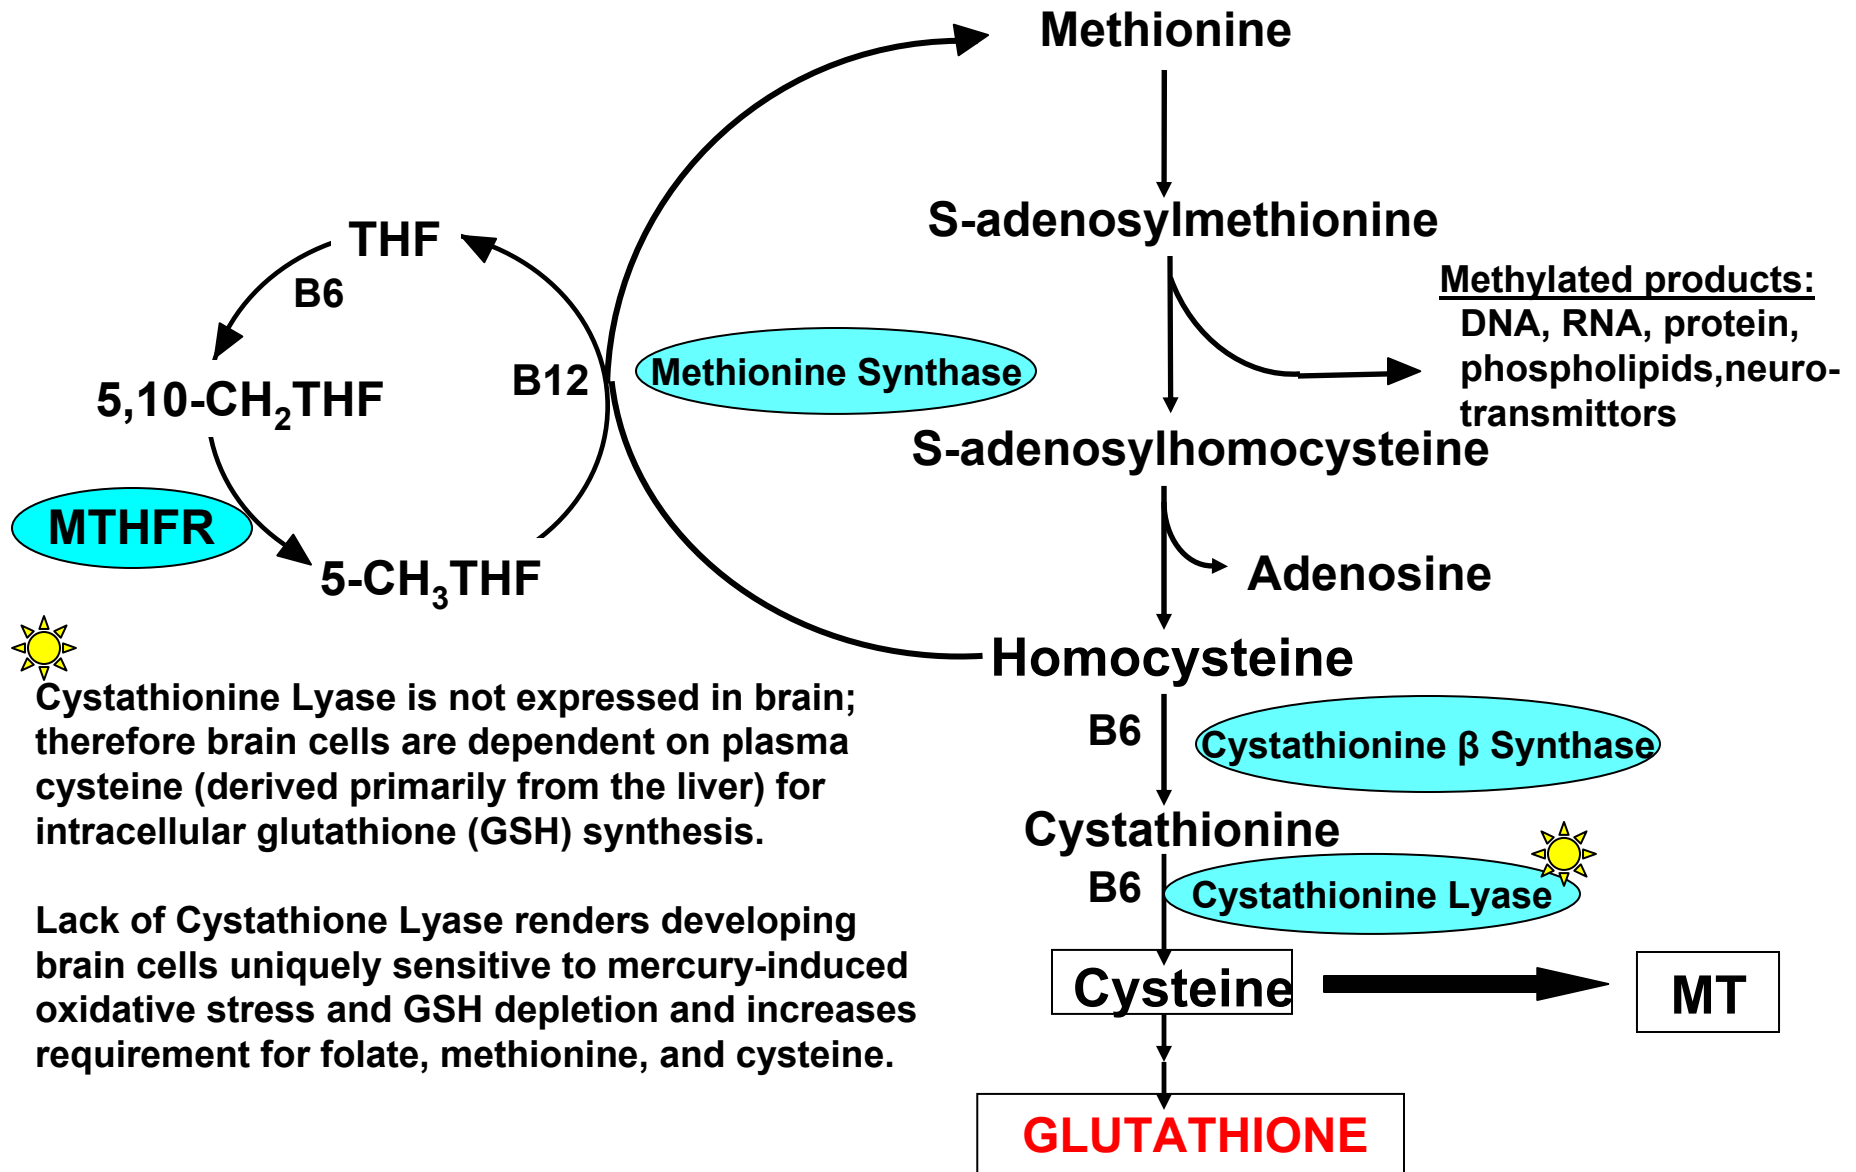 Methionine
S-adenosylmethionine
THF
B6
Methylated products:
DNA, RNA, protein,
phospholipids,neuro-
transmittors
5,10-CH₂THF
B12
Methionine Synthase
S-adenosylhomocysteine
MTHFR
5-CH₃THF
Adenosine
Homocysteine
Cystathionine Lyase is not expressed in brain;
therefore brain cells are dependent on plasma
cysteine (derived primarily from the liver) for
intracellular glutathione (GSH) synthesis.
B6
Cystathionine β Synthase
Cystathionine
B6
Cystathionine Lyase
Lack of Cystathione Lyase renders developing
brain cells uniquely sensitive to mercury-induced
oxidative stress and GSH depletion and increases
requirement for folate, methionine, and cysteine.
Cysteine
MT
GLUTATHIONE